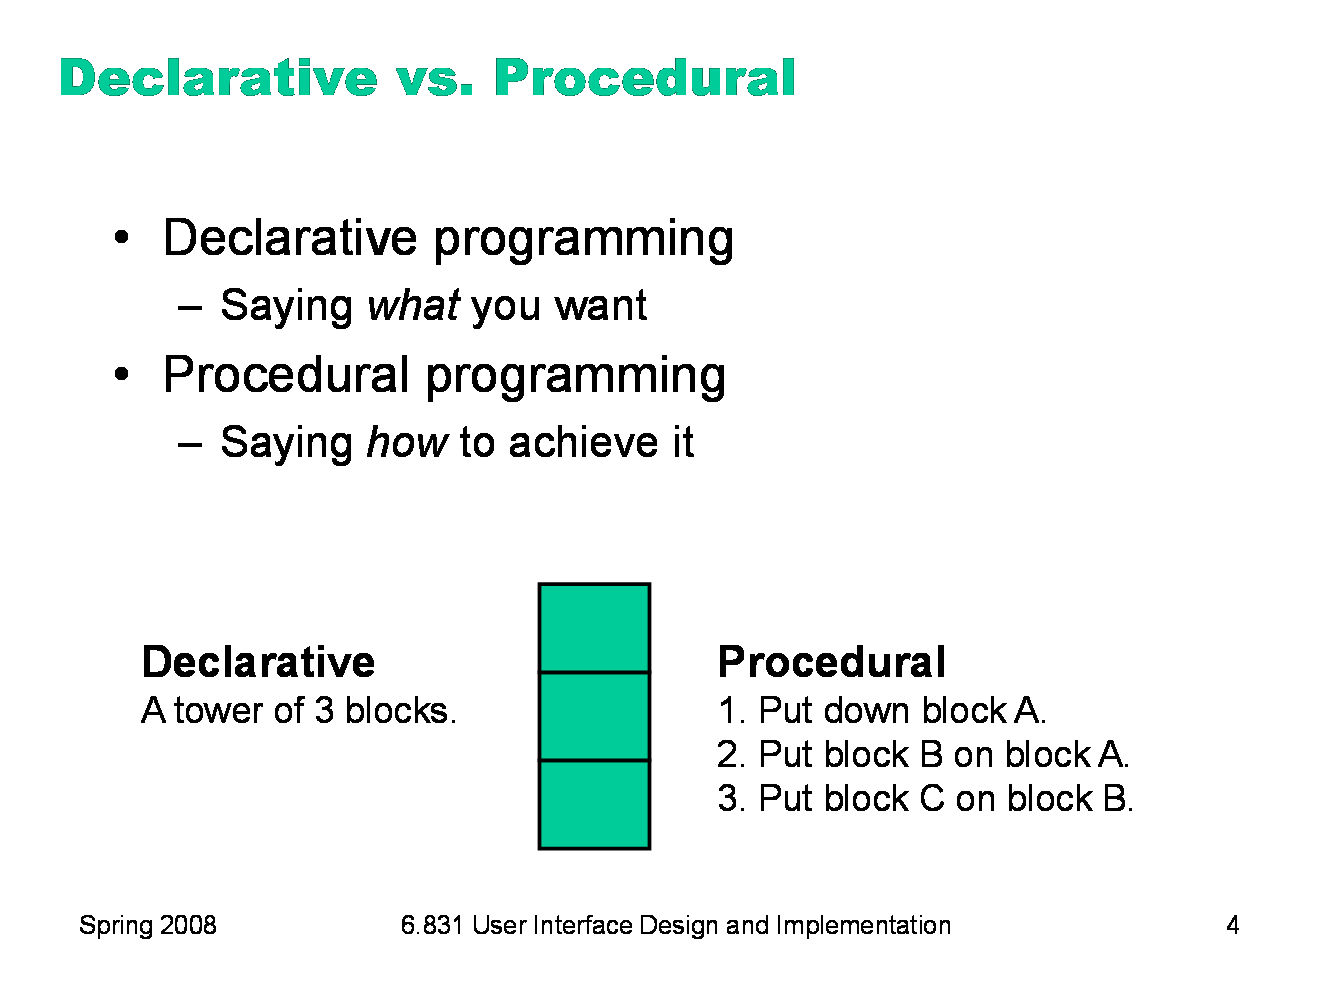 Declarative vs. Procedural
• Declarative programming
– Saying what you want
• Procedural programming
– Saying how to achieve it
Declarative
A tower of 3 blocks.
Procedural
1. Put down block A.
2. Put block B on block A.
3. Put block C on block B.
Spring 2008
6.831 User Interface Design and Implementation
4